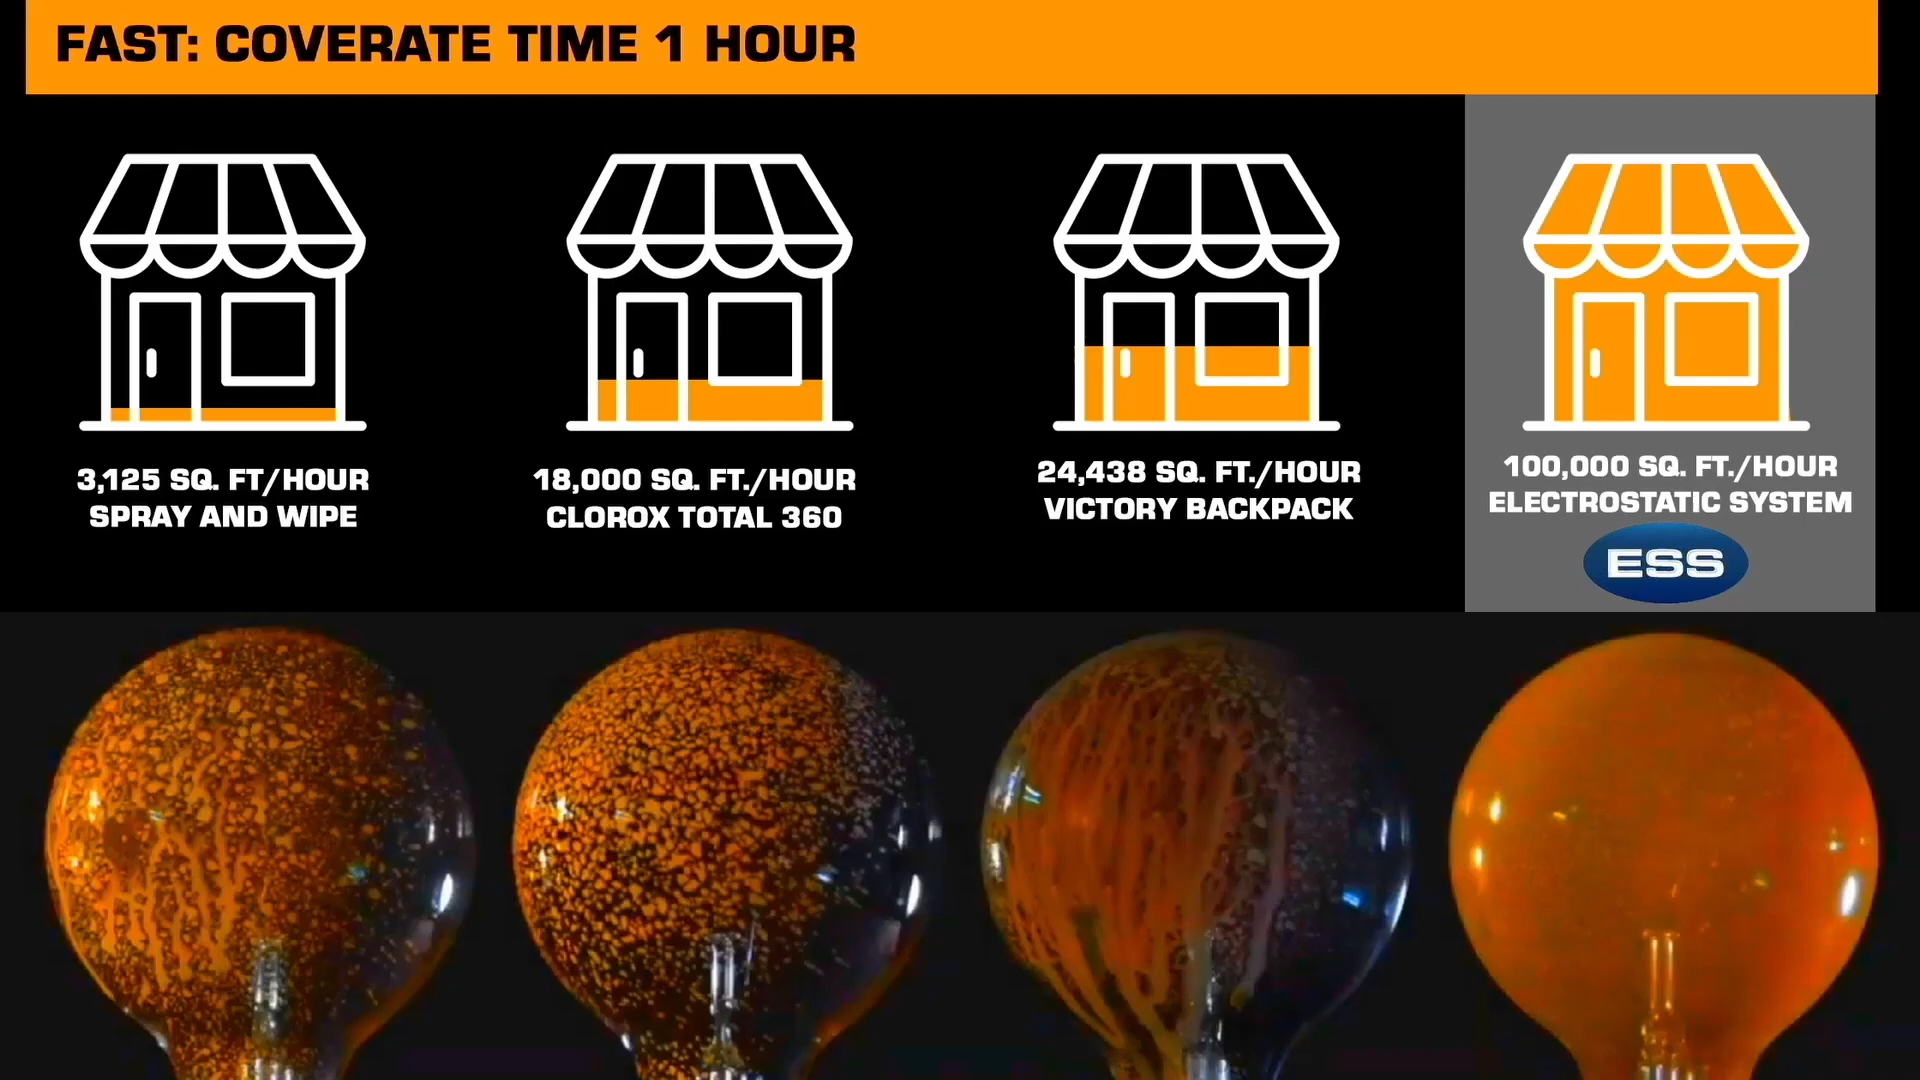 FAST: COVERATE TIME 1 HOUR
3,125 SQ. FT/HOUR
SPRAY AND WIPE
18,000 SQ. FT./HOUR
CLOROX TOTAL 360
24,438 SQ. FT./HOUR
VICTORY BACKPACK
100,000 SQ. FT./HOUR
ELECTROSTATIC SYSTEM
ESS